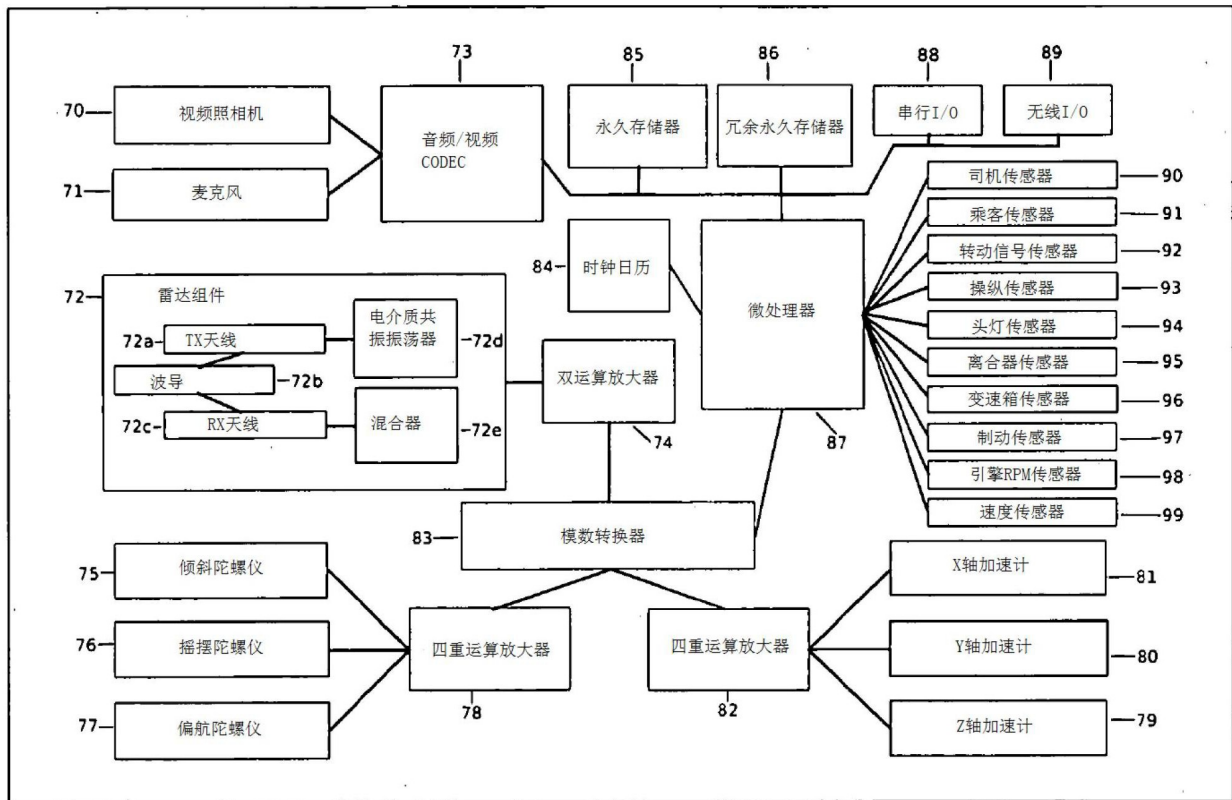 73
85
86
88
89
70
视频照相机
音频/视频
CODEC
永久存储器
冗余永久存储器
串行I/O
无线I/O
71
麦克风
司机传感器
90
乘客传感器
91
转动信号传感器
92
操纵传感器
93
头灯传感器
94
离合器传感器
95
变速箱传感器
96
制动传感器
97
引擎RPM传感器
98
速度传感器
99
84
时钟日历
微处理器
87
72
雷达组件
72a
TX天线
电介质共
振振荡器
72d
波导
72b
72c
RX天线
混合器
72e
双运算放大器
74
83
模数转换器
75
倾斜陀螺仪
76
摇摆陀螺仪
77
偏航陀螺仪
四重运算放大器
78
四重运算放大器
82
X轴加速计
81
Y轴加速计
80
Z轴加速计
79